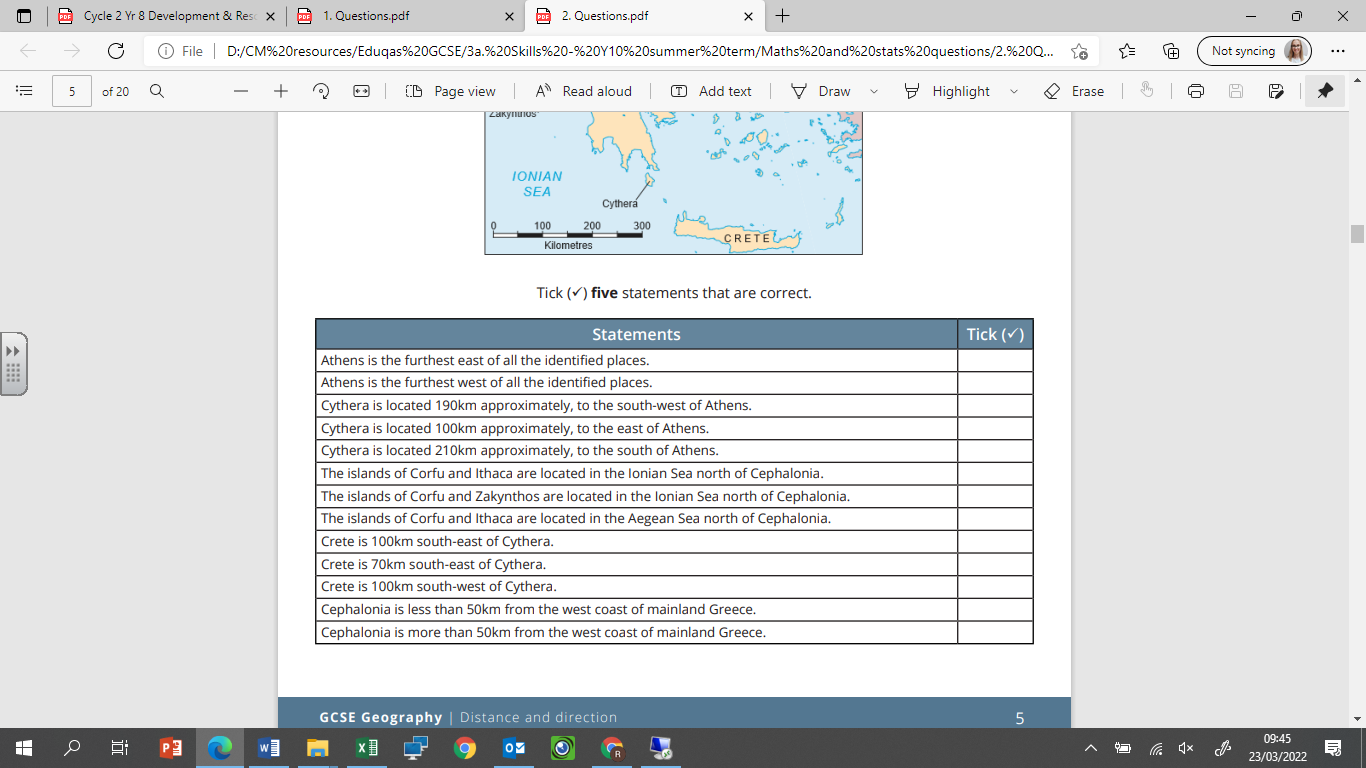 Cycle 2 Yr 8 Development & Res
1. Questions.pdf
2. Questions.pdf
File
D:/CM%20resources/Eduqas%20GCSE/3a.%20Skills%20-%20Y10%20summer%20term/Maths%20and%20stats%20questions/2.%20Q...
Not syncing
5 of 20
Page view
Read aloud
Add text
Draw
Highlight
Erase
Zakynthos
IONIAN
SEA
Cythera
0 100 200 300
Kilometres
CRETE
Tick (✓) five statements that are correct.
Statements Tick (✓)
Athens is the furthest east of all the identified places.
Athens is the furthest west of all the identified places.
Cythera is located 190km approximately, to the south-west of Athens.
Cythera is located 100km approximately, to the east of Athens.
Cythera is located 210km approximately, to the south of Athens.
The islands of Corfu and Ithaca are located in the Ionian Sea north of Cephalonia.
The islands of Corfu and Zakynthos are located in the Ionian Sea north of Cephalonia.
The islands of Corfu and Ithaca are located in the Aegean Sea north of Cephalonia.
Crete is 100km south-east of Cythera.
Crete is 70km south-east of Cythera.
Crete is 100km south-west of Cythera.
Cephalonia is less than 50km from the west coast of mainland Greece.
Cephalonia is more than 50km from the west coast of mainland Greece.
GCSE Geography | Distance and direction 5
09:45
23/03/2022